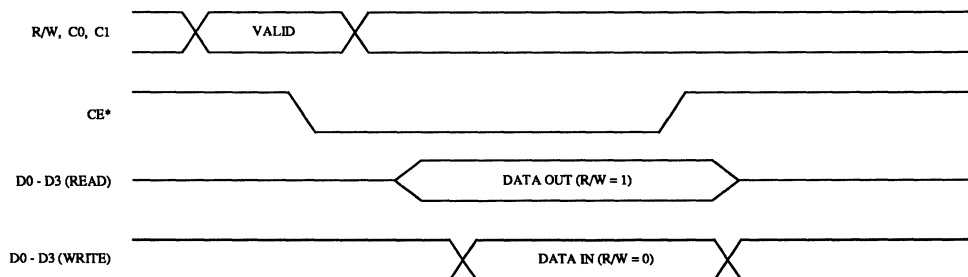 R/W, C0, C1 VALID
CE*
D0 - D3 (READ) DATA OUT (R/W = 1)
D0 - D3 (WRITE) DATA IN (R/W = 0)